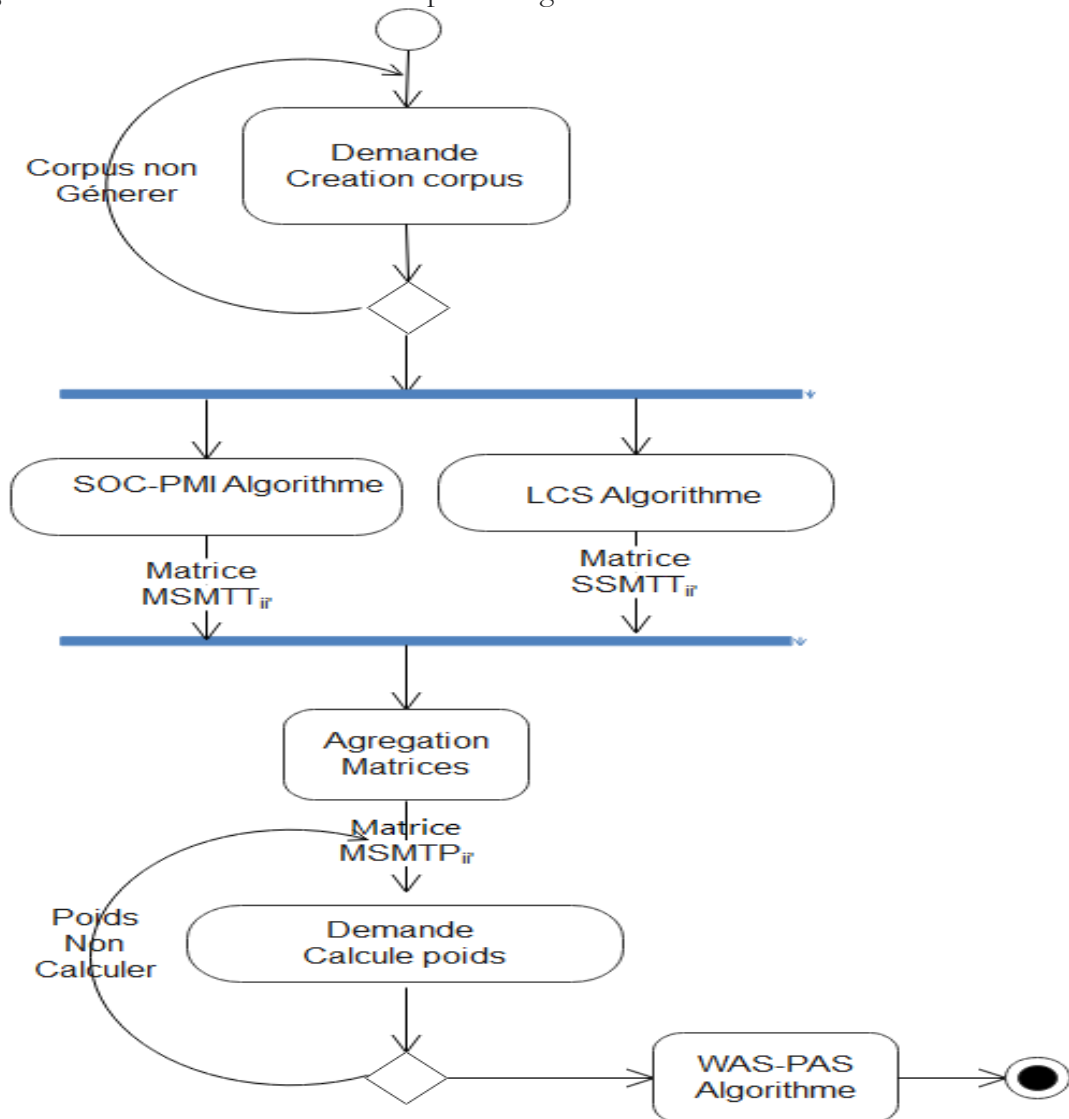 Demande
Creation corpus
Corpus non
Génerer
SOC-PMI Algorithme
LCS Algorithme
Matrice
MSMTTii'
Matrice
SSMTTii'
Agregation
Matrices
Matrice
MSMTPii'
Poids
Non
Calculer
Demande
Calcule poids
WAS-PAS
Algorithme